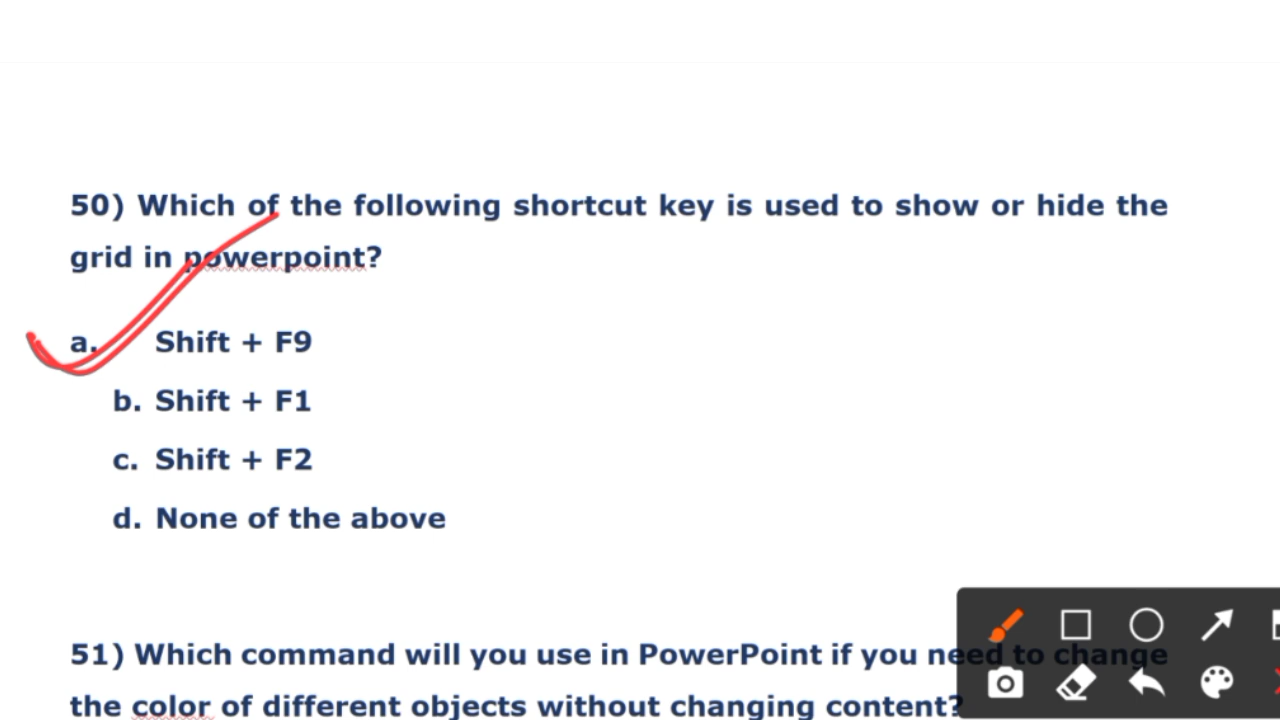 50) Which of the following shortcut key is used to show or hide the
grid in powerpoint?
a. Shift + F9
b. Shift + F1
c. Shift + F2
d. None of the above
51) Which command will you use in PowerPoint if you need to change
the color of different objects without changing content?